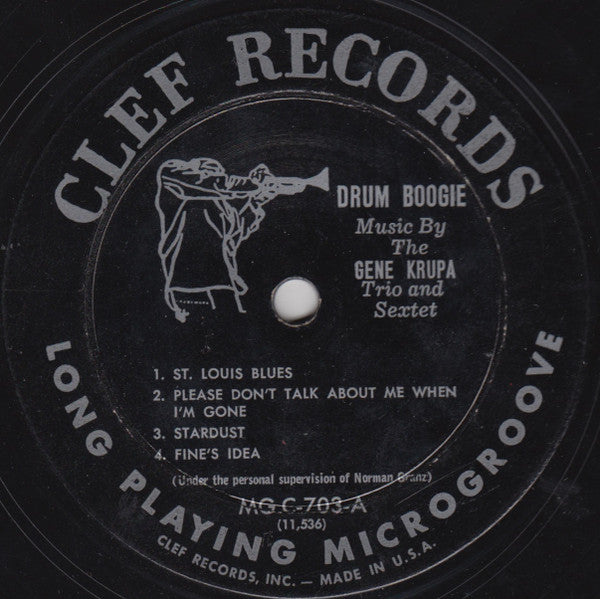 CLEF RECORDS
DRUM BOOGIE
Music By
The
GENE KRUPA
Trio and
Sextet
1. ST. LOUIS BLUES
2. PLEASE DON'T TALK ABOUT ME WHEN
I'M GONE
3. STARDUST
4. FINE'S IDEA
(Under the personal supervision of Norman Granz)
MG C-703-A
(11,536)
LONG PLAYING MICROGROOVE
CLEF RECORDS, INC. — MADE IN U.S.A.